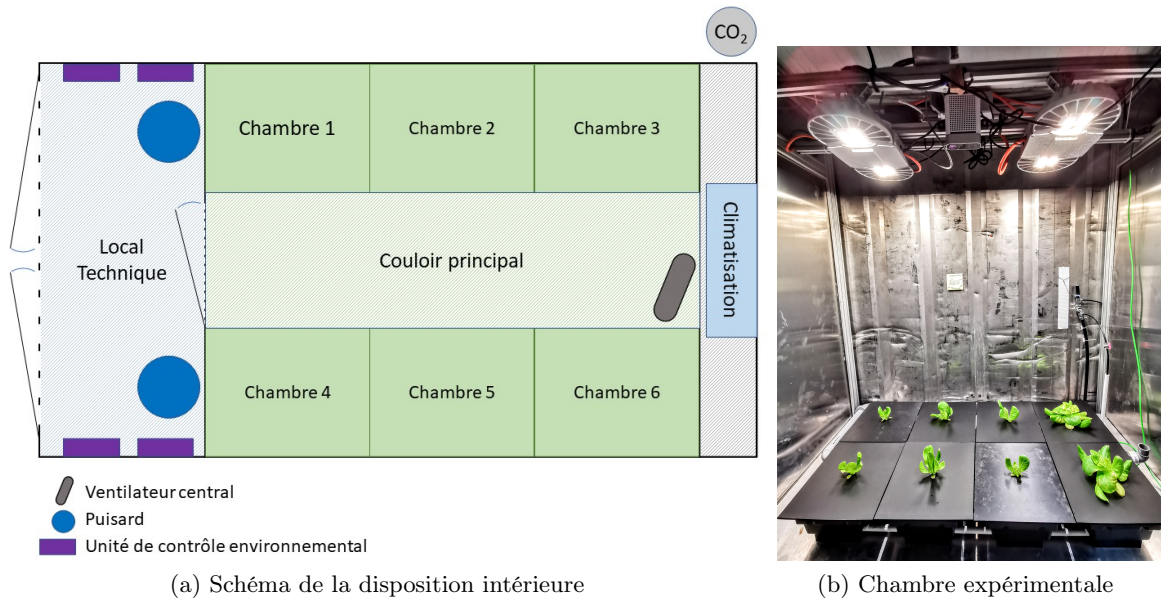 CO₂
Chambre 1
Chambre 2
Chambre 3
Local
Technique
Couloir principal
Climatisation
Chambre 4
Chambre 5
Chambre 6
Ventilateur central
Puisard
Unité de contrôle environnemental
(a) Schéma de la disposition intérieure
(b) Chambre expérimentale